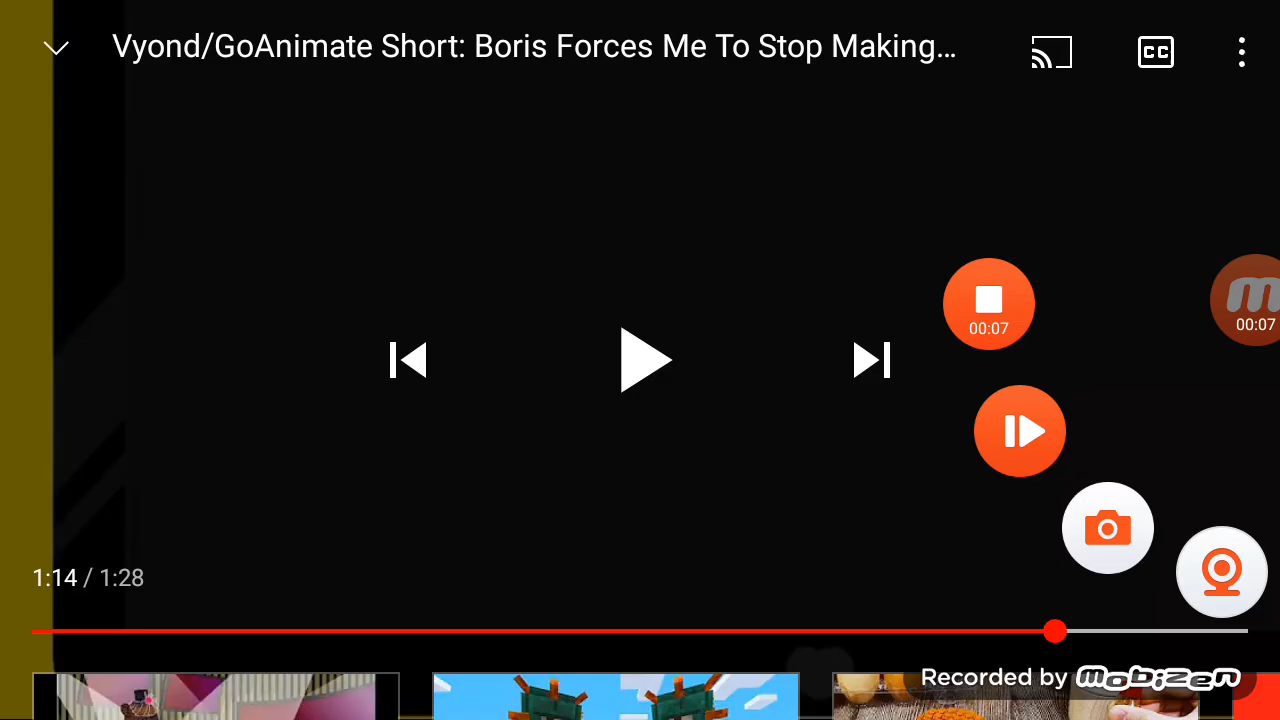 Vyond/GoAnimate Short: Boris Forces Me To Stop Making...
CC
00:07
00:07
1:14 / 1:28
Recorded by mobizen